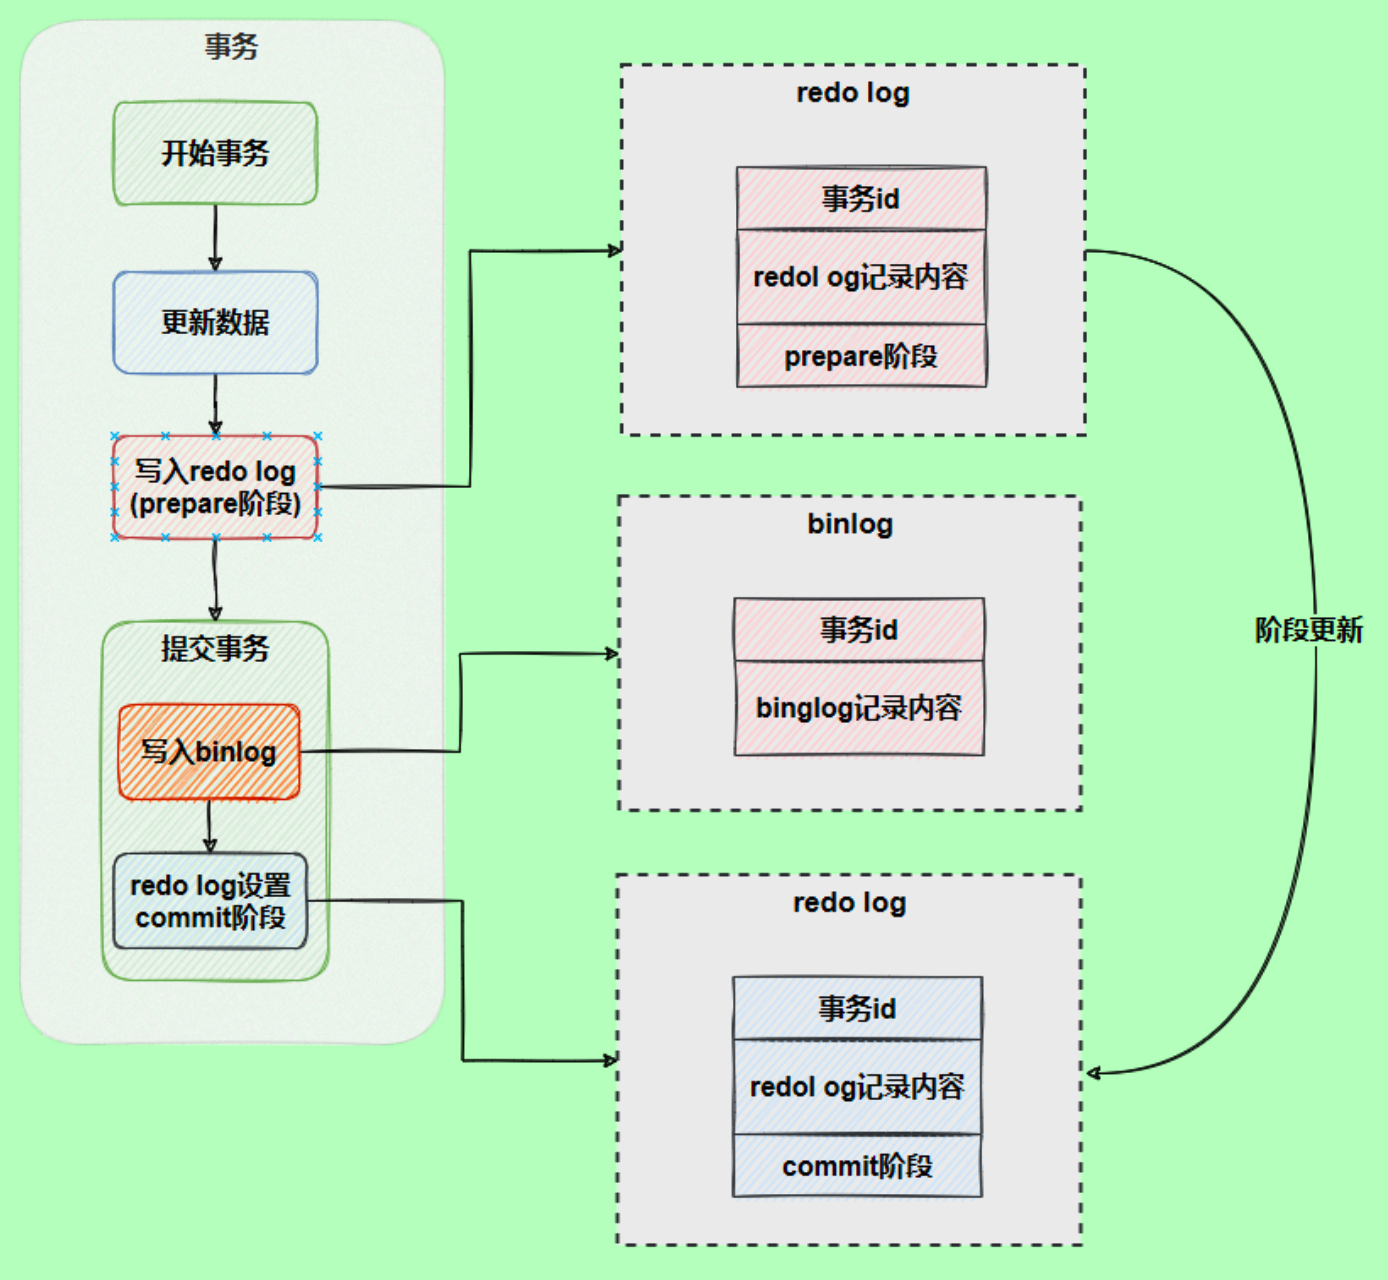 事务
开始事务
更新数据
写入redo log
(prepare阶段)
提交事务
写入binlog
redo log设置
commit阶段
redo log
事务id
redol og记录内容
prepare阶段
binlog
事务id
binglog记录内容
redo log
事务id
redol og记录内容
commit阶段
阶段更新